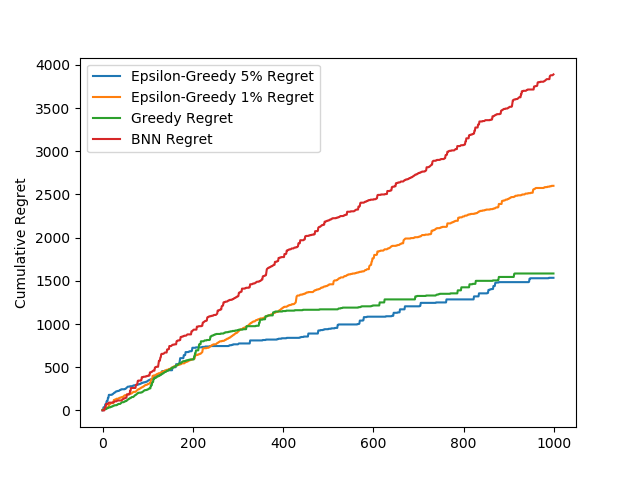 Epsilon-Greedy 5% Regret
Epsilon-Greedy 1% Regret
Greedy Regret
BNN Regret
Cumulative Regret
4000
3500
3000
2500
2000
1500
1000
500
0
0 200 400 600 800 1000